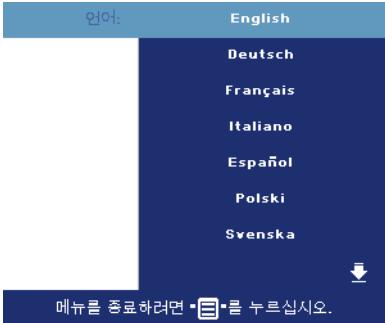 언어: English
Deutsch
Français
Italiano
Español
Polski
Svenska
메뉴를 종료하려면 를 누르십시오.